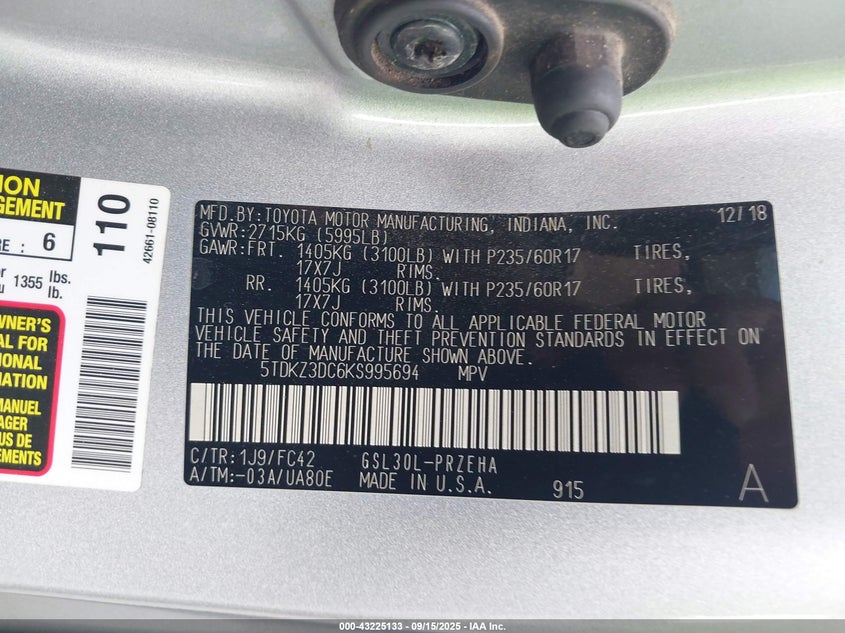 ION
GEMENT
RE : 6
or
u 1355 lbs.
lb.
WNER'S
AL FOR
IONAL
MATION
MANUEL
AGER
US DE
EMENTS
110
42661-08110
MFD.BY:TOYOTA MOTOR MANUFACTURING, INDIANA, INC. 12/18
GVWR:2715KG (5995LB)
GAWR:FRT. 1405KG (3100LB) WITH P235/60R17 TIRES,
17X7J RIMS.
RR. 1405KG (3100LB) WITH P235/60R17 TIRES,
17X7J RIMS.
THIS VEHICLE CONFORMS TO ALL APPLICABLE FEDERAL MOTOR
VEHICLE SAFETY AND THEFT PREVENTION STANDARDS IN EFFECT ON
THE DATE OF MANUFACTURE SHOWN ABOVE.
5TDKZ3DC6KS995694 MPV
C/TR:1J9/FC42 GSL30L-PRZEHA
A/TM:-03A/UA80E MADE IN U.S.A. 915 A
000-43225133 - 09/15/2025 - IAA Inc.